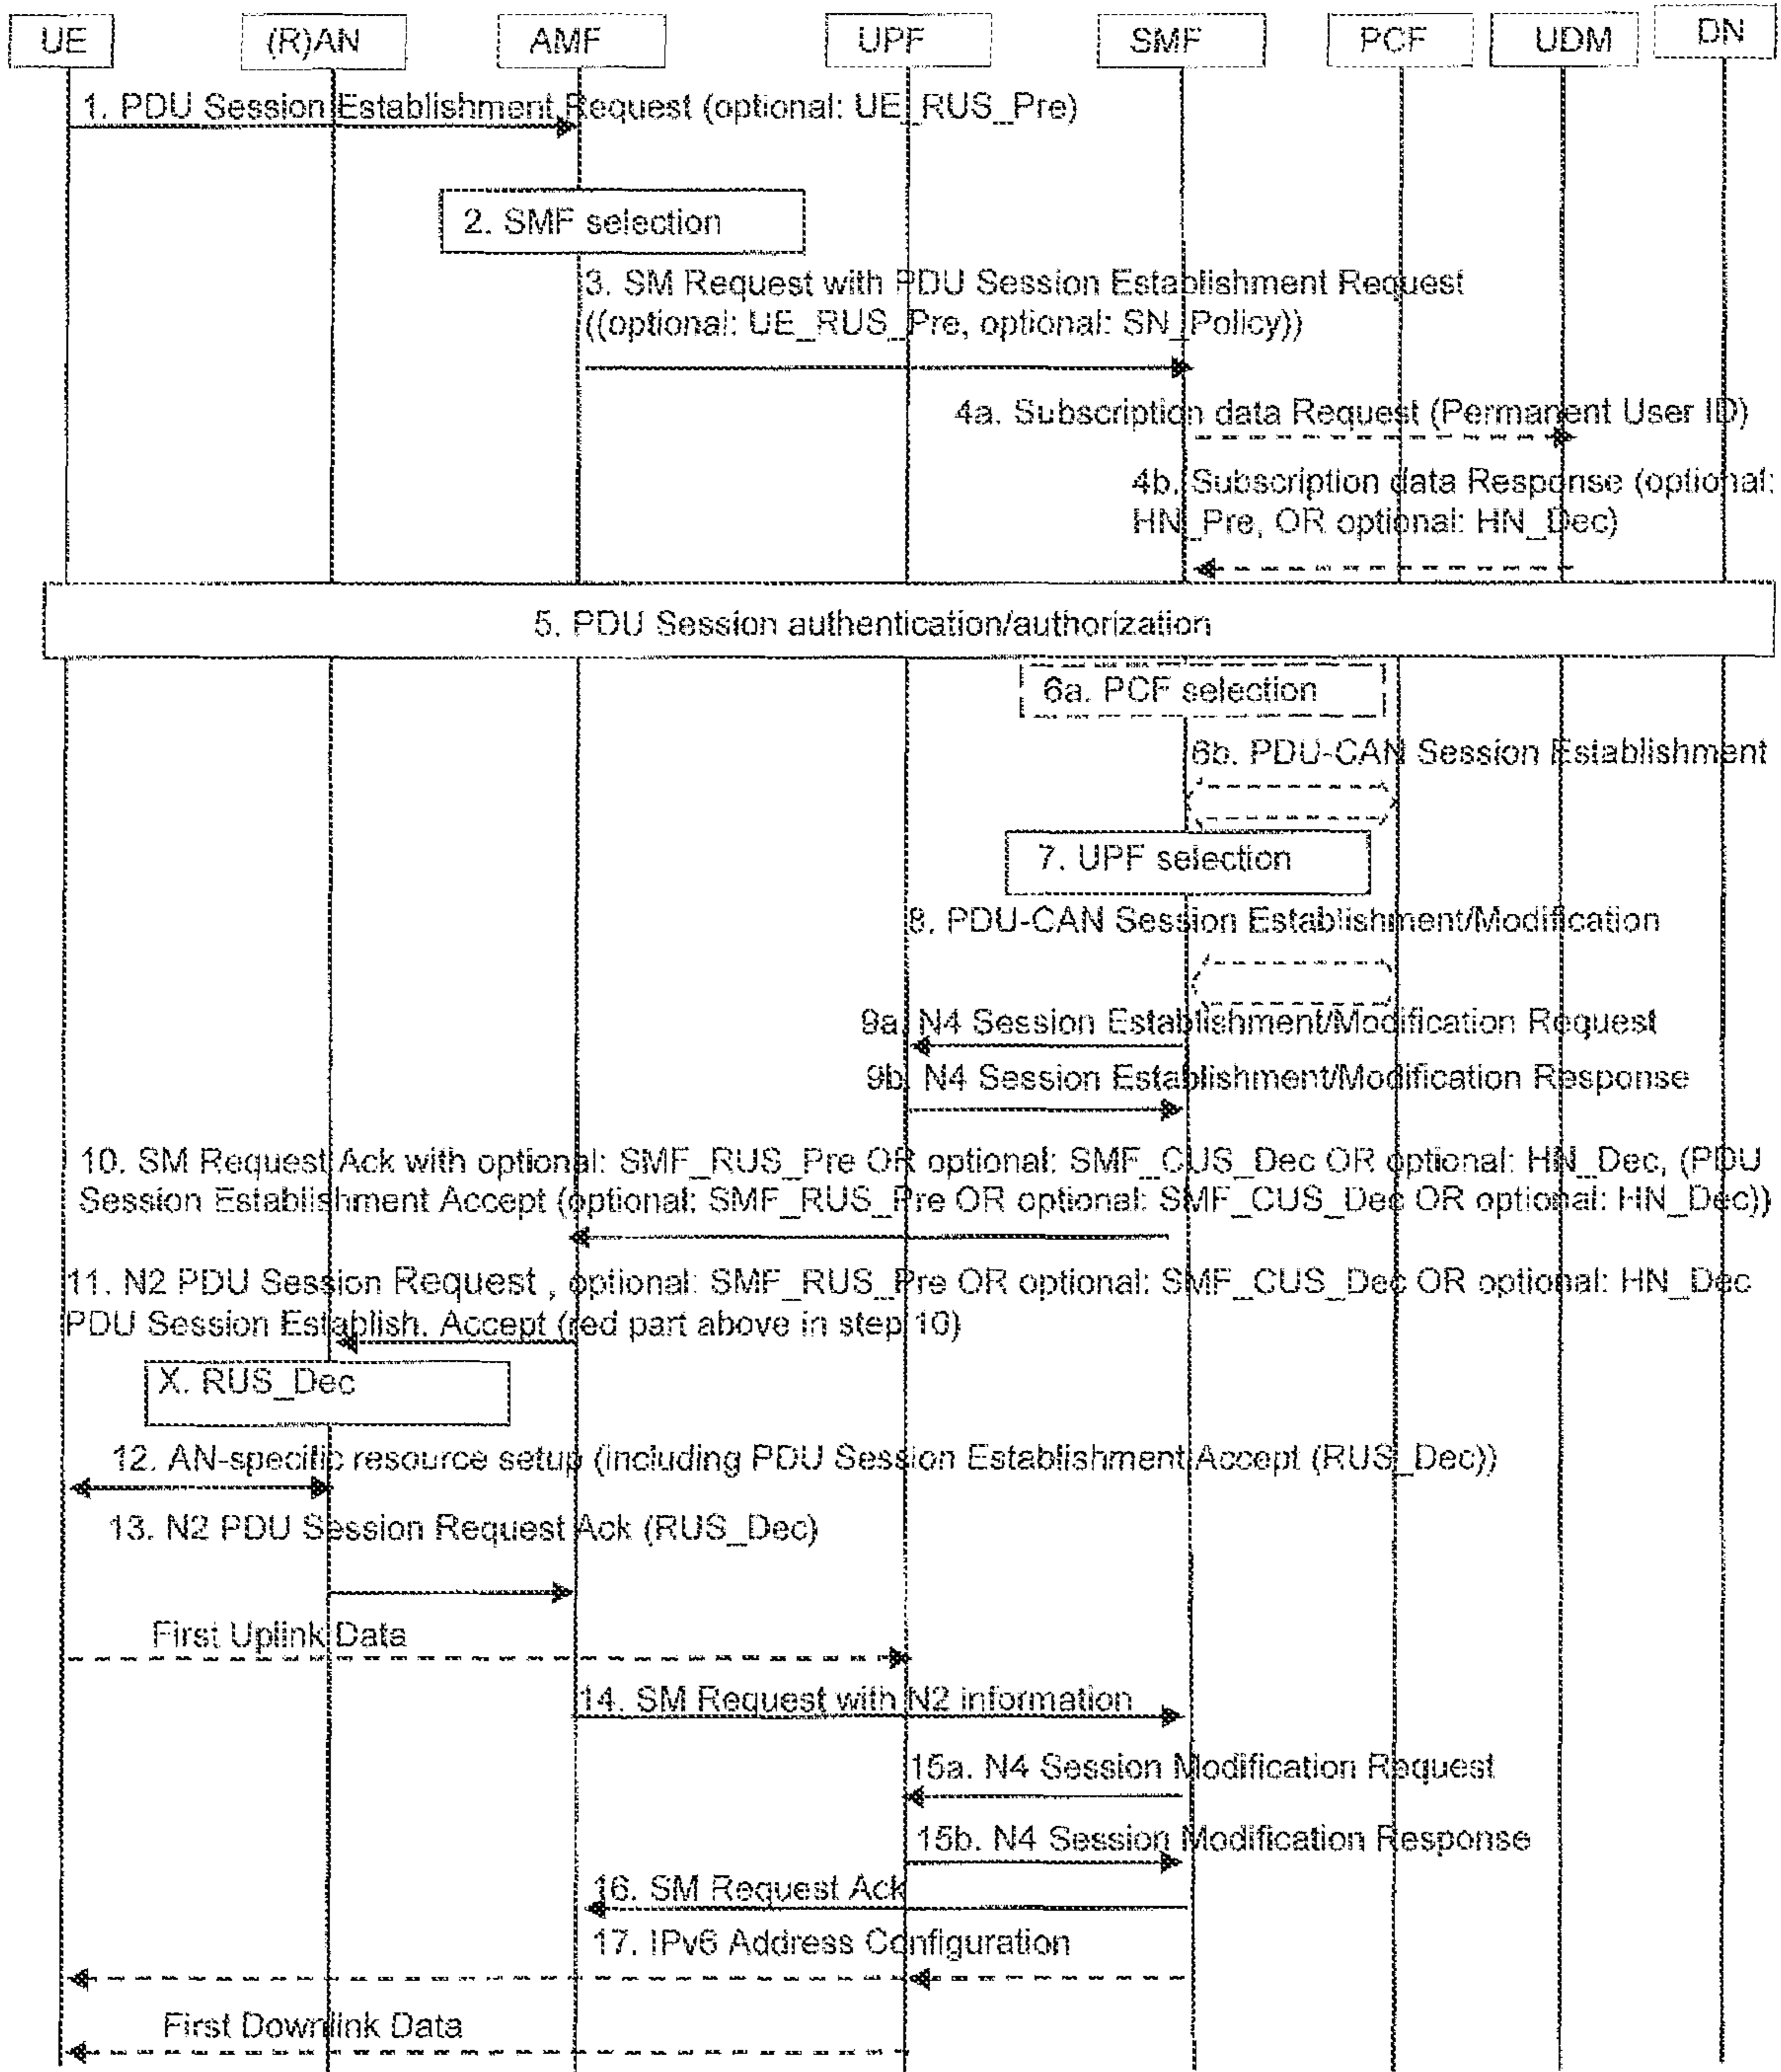 UE
(R)AN
AMF
UPF
SMF
PCF
UDM
DN
1. PDU Session Establishment Request (optional: UE_RUS_Pre)
2. SMF selection
3. SM Request with PDU Session Establishment Request
((optional: UE_RUS_Pre, optional: SN_Policy))
4a. Subscription data Request (Permanent User ID)
4b. Subscription data Response (optional:
HN_Pre, OR optional: HN_Dec)
5. PDU Session authentication/authorization
6a. PCF selection
6b. PDU-CAN Session Establishment
7. UPF selection
8. PDU-CAN Session Establishment/Modification
9a. N4 Session Establishment/Modification Request
9b. N4 Session Establishment/Modification Response
10. SM Request Ack with optional: SMF_RUS_Pre OR optional: SMF_CUS_Dec OR optional: HN_Dec, (PDU
Session Establishment Accept (optional: SMF_RUS_Pre OR optional: SMF_CUS_Dec OR optional: HN_Dec))
11. N2 PDU Session Request , optional: SMF_RUS_Pre OR optional: SMF_CUS_Dec OR optional: HN_Dec
PDU Session Establish. Accept (red part above in step 10)
X. RUS_Dec
12. AN-specific resource setup (including PDU Session Establishment Accept (RUS_Dec))
13. N2 PDU Session Request Ack (RUS_Dec)
First Uplink Data
14. SM Request with N2 information
15a. N4 Session Modification Request
15b. N4 Session Modification Response
16. SM Request Ack
17. IPv6 Address Configuration
First Downlink Data